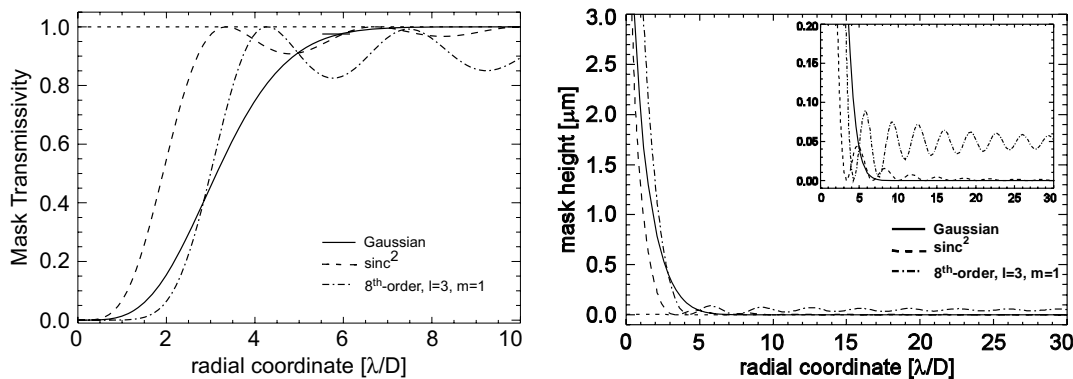 Mask Transmissivity
1.0
0.8
0.6
0.4
0.2
0.0
0 2 4 6 8 10
radial coordinate [λ/D]
Gaussian
sinc²
8th-order, l=3, m=1
mask height [μm]
3.0
2.5
2.0
1.5
1.0
0.5
0.0
0 5 10 15 20 25 30
radial coordinate [λ/D]
0.20
0.15
0.10
0.05
0.00
0 5 10 15 20 25 30
Gaussian
sinc²
8th-order, l=3, m=1